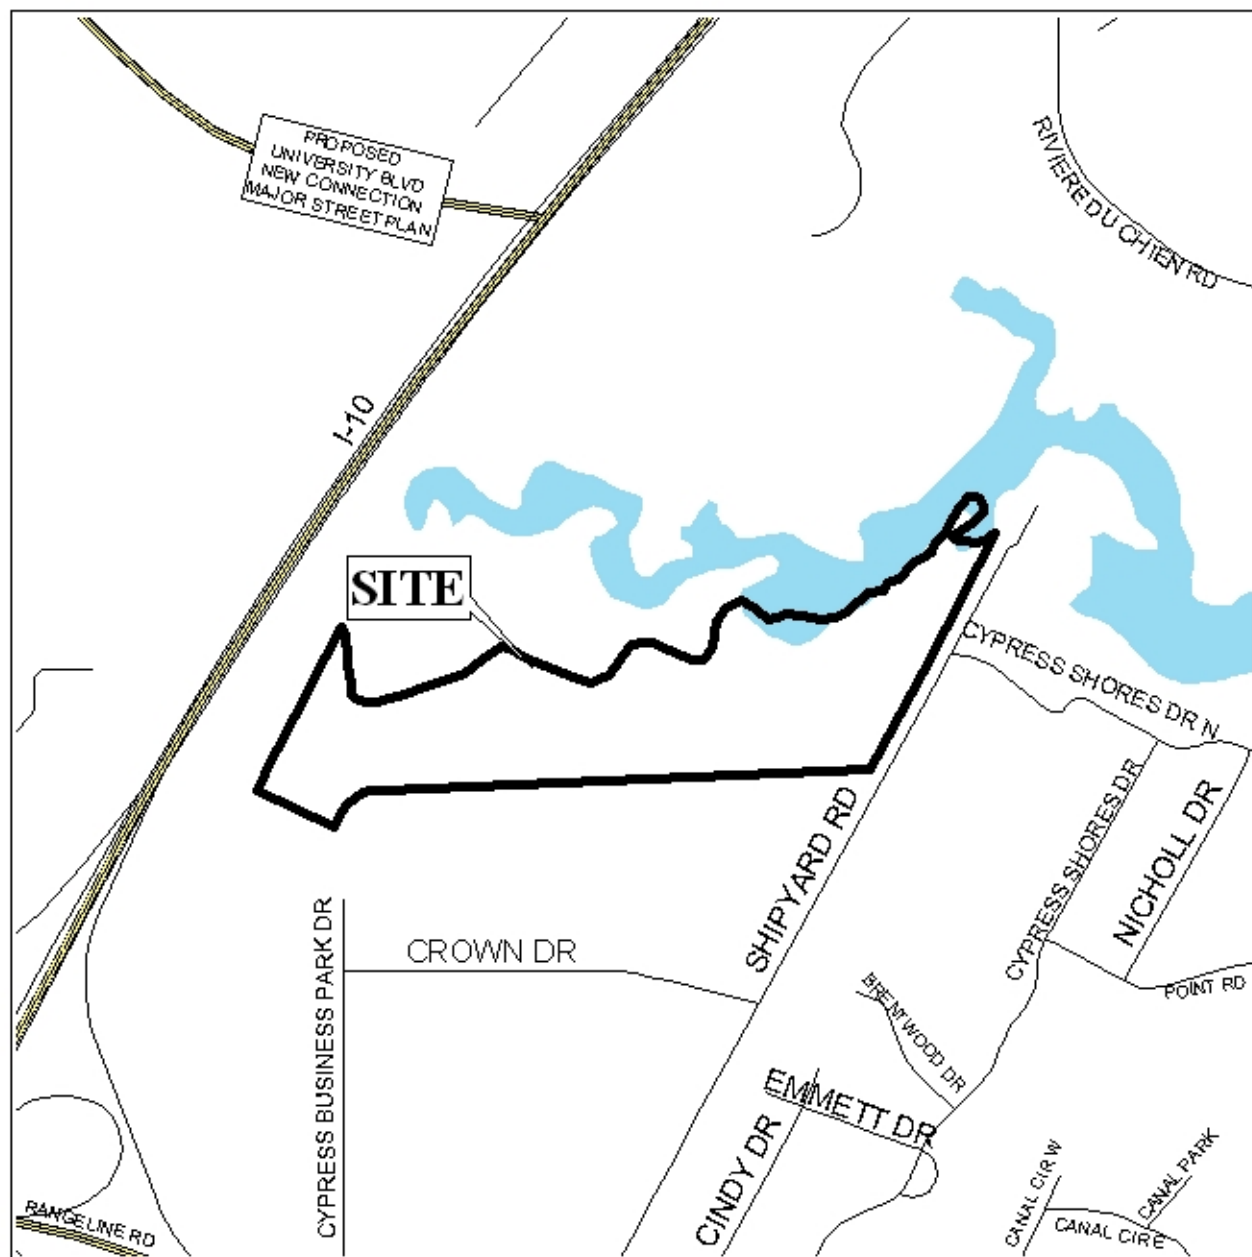 PROPOSED
UNIVERSITY BLVD
NEW CONNECTION
MAJOR STREET PLAN
RIVIERE DU CHIEN RD
I-10
SITE
CYPRESS SHORES DR N
CYPRESS SHORES DR
NICHOLL DR
SHIPYARD RD
CYPRESS BUSINESS PARK DR
CROWN DR
POINT RD
BRENTWOOD DR
EMMETT DR
CINDY DR
CANAL CIR W
CANAL PARK
CANAL CIR E
RANGELINE RD